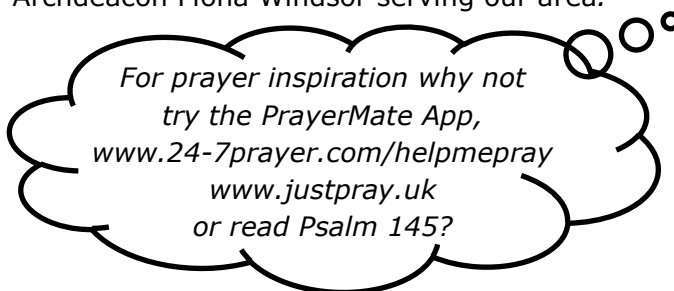 Archdeacon Fiona Windsor serving our area.
For prayer inspiration why not
try the PrayerMate App,
www.24-7prayer.com/helpmepray
www.justpray.uk
or read Psalm 145?